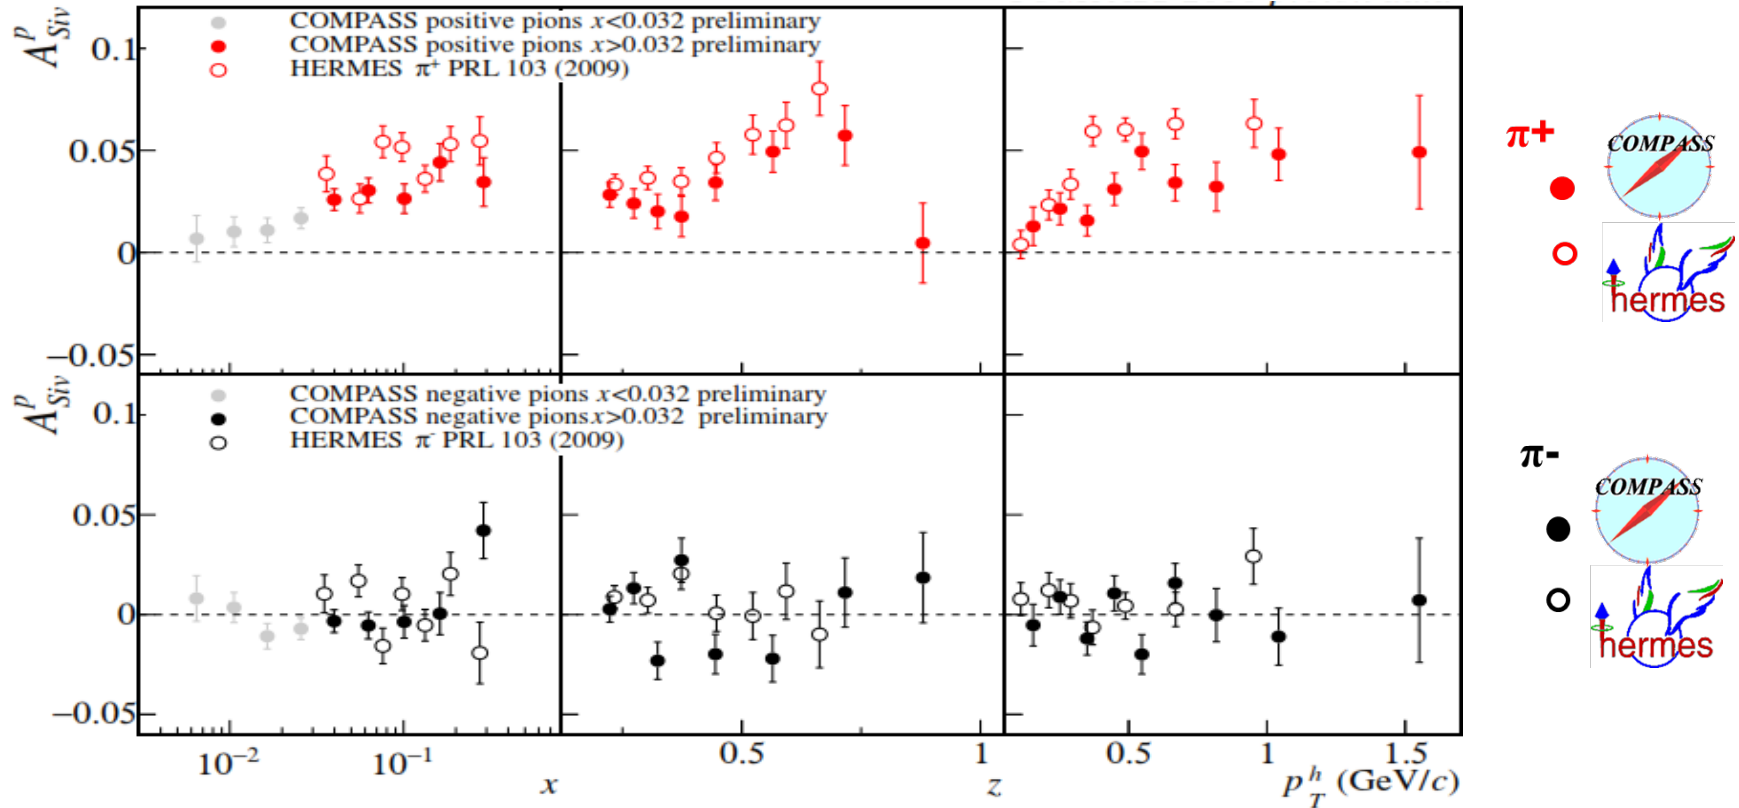 COMPASS positive pions x<0.032 preliminary
COMPASS positive pions x>0.032 preliminary
HERMES π⁺ PRL 103 (2009)
A^p_Siv
0.1
0.05
0
−0.05
π+
COMPASS
hermes
COMPASS negative pions x<0.032 preliminary
COMPASS negative pionsx>0.032 preliminary
HERMES π⁻ PRL 103 (2009)
A^p_Siv
0.1
0.05
0
−0.05
π-
COMPASS
hermes
10⁻² 10⁻¹ 0.5 1 0.5 1 1.5
x z p_T^h (GeV/c)